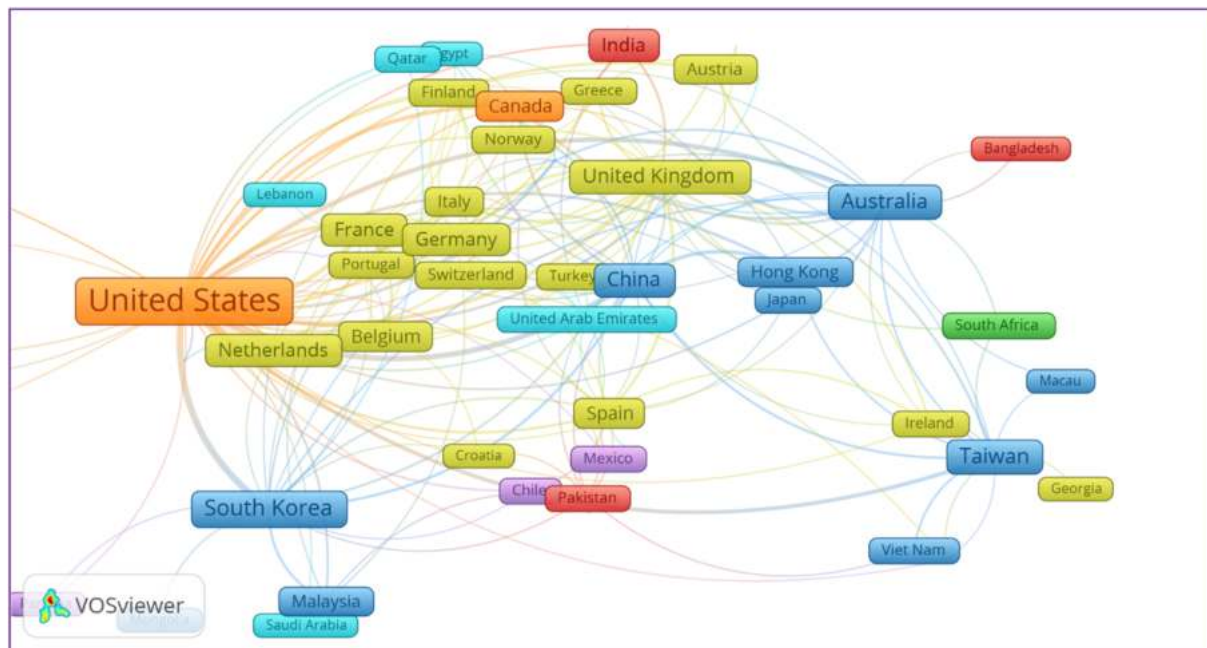 India
Qatar
Egypt
Austria
Finland
Greece
Canada
Norway
Bangladesh
United Kingdom
Lebanon
Italy
Australia
France
Germany
Portugal
Switzerland
Turkey
China
Hong Kong
Japan
United States
United Arab Emirates
South Africa
Netherlands
Belgium
Macau
Spain
Ireland
Croatia
Mexico
Taiwan
Chile
Pakistan
Georgia
South Korea
Viet Nam
Malaysia
VOSviewer
Saudi Arabia